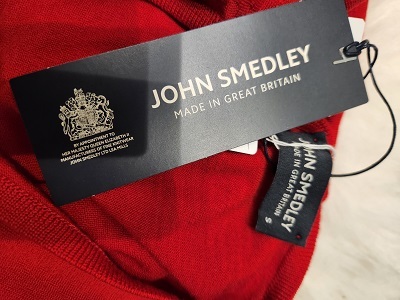 JOHN SMEDLEY
MADE IN GREAT BRITAIN
BY APPOINTMENT TO
HER MAJESTY QUEEN ELIZABETH II
MANUFACTURERS OF FINE KNITWEAR
JOHN SMEDLEY LTD LEA MILLS
JOHN SMEDLEY
MADE IN GREAT BRITAIN
S